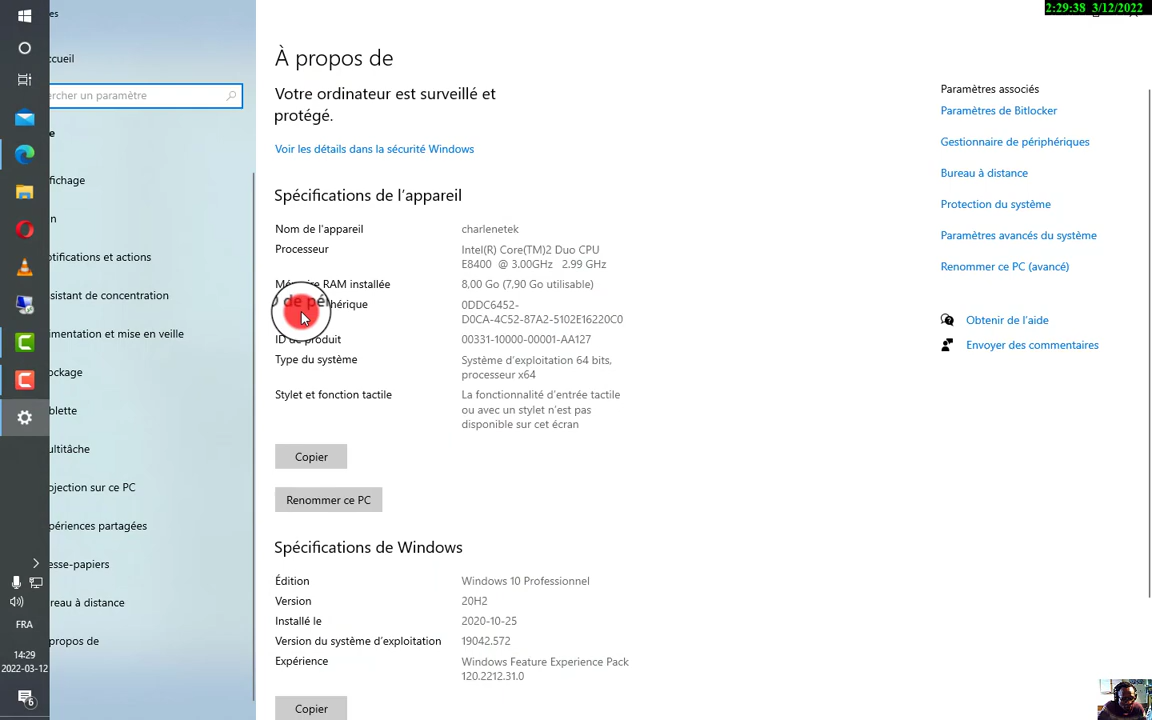 2:29:38 3/12/2022
es
ccueil
ercher un paramètre
e
fichage
n
otifications et actions
sistant de concentration
imentation et mise en veille
ockage
blette
ultitâche
ojection sur ce PC
périences partagées
esse-papiers
reau à distance
propos de
FRA
14:29
2022-03-12
6
À propos de
Votre ordinateur est surveillé et
protégé.
Voir les détails dans la sécurité Windows
Spécifications de l'appareil
Nom de l'appareil charlenetek
Processeur Intel(R) Core(TM)2 Duo CPU
E8400 @ 3.00GHz 2.99 GHz
Mémoire RAM installée 8,00 Go (7,90 Go utilisable)
D de périphérique 0DDC6452-
D0CA-4C52-87A2-5102E16220C0
ID de produit 00331-10000-00001-AA127
Type du système Système d'exploitation 64 bits,
processeur x64
Stylet et fonction tactile La fonctionnalité d'entrée tactile
ou avec un stylet n'est pas
disponible sur cet écran
Copier
Renommer ce PC
Spécifications de Windows
Édition Windows 10 Professionnel
Version 20H2
Installé le 2020-10-25
Version du système d'exploitation 19042.572
Expérience Windows Feature Experience Pack
120.2212.31.0
Copier
Paramètres associés
Paramètres de Bitlocker
Gestionnaire de périphériques
Bureau à distance
Protection du système
Paramètres avancés du système
Renommer ce PC (avancé)
Obtenir de l'aide
Envoyer des commentaires